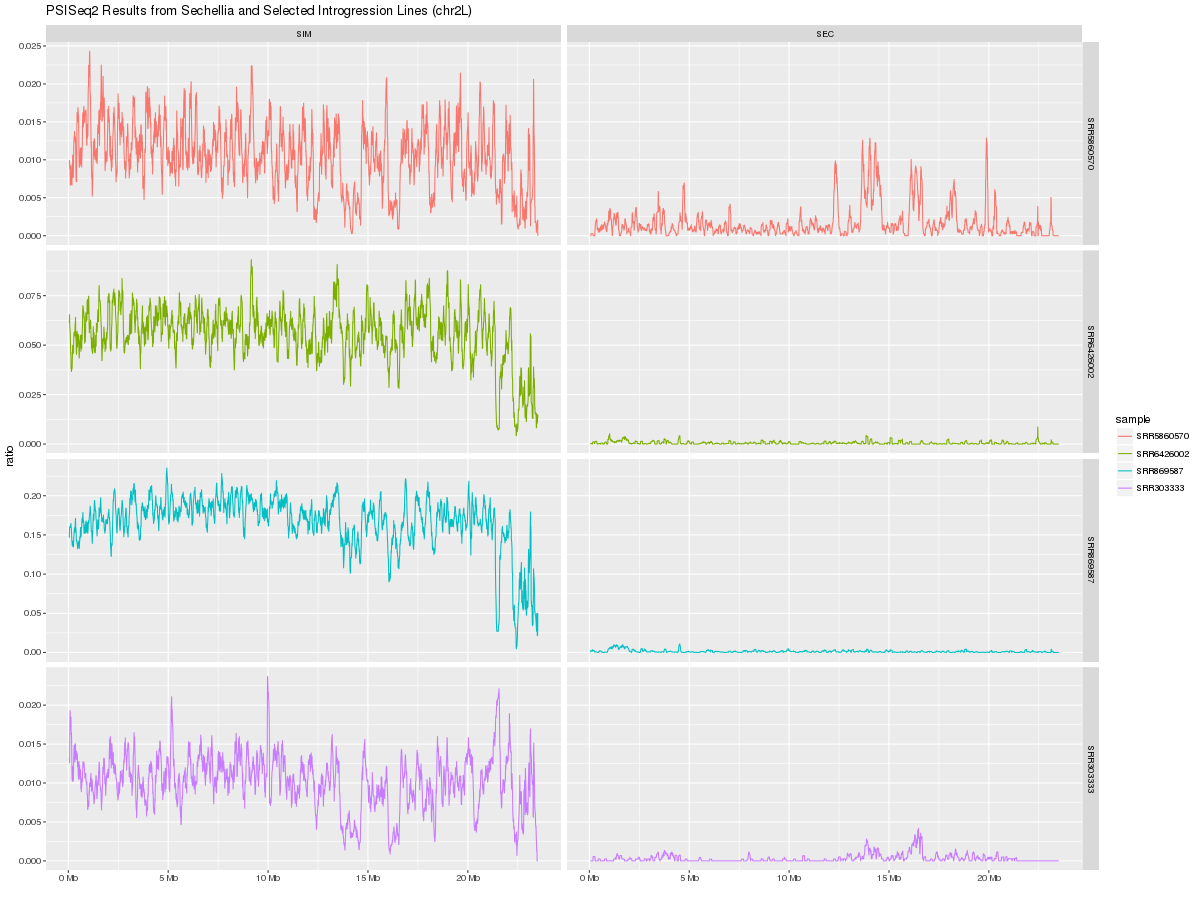 PSISeq2 Results from Sechellia and Selected Introgression Lines (chr2L)
SIM
SEC
0.025
0.020
0.015
0.010
0.005
0.000
SRR5860570
0.075
0.050
0.025
0.000
SRR6426002
ratio
sample
SRR5860570
SRR6426002
SRR869587
SRR303333
0.20
0.15
0.10
0.05
0.00
SRR869587
0.020
0.015
0.010
0.005
0.000
SRR303333
0 Mb
5 Mb
10 Mb
15 Mb
20 Mb
0 Mb
5 Mb
10 Mb
15 Mb
20 Mb